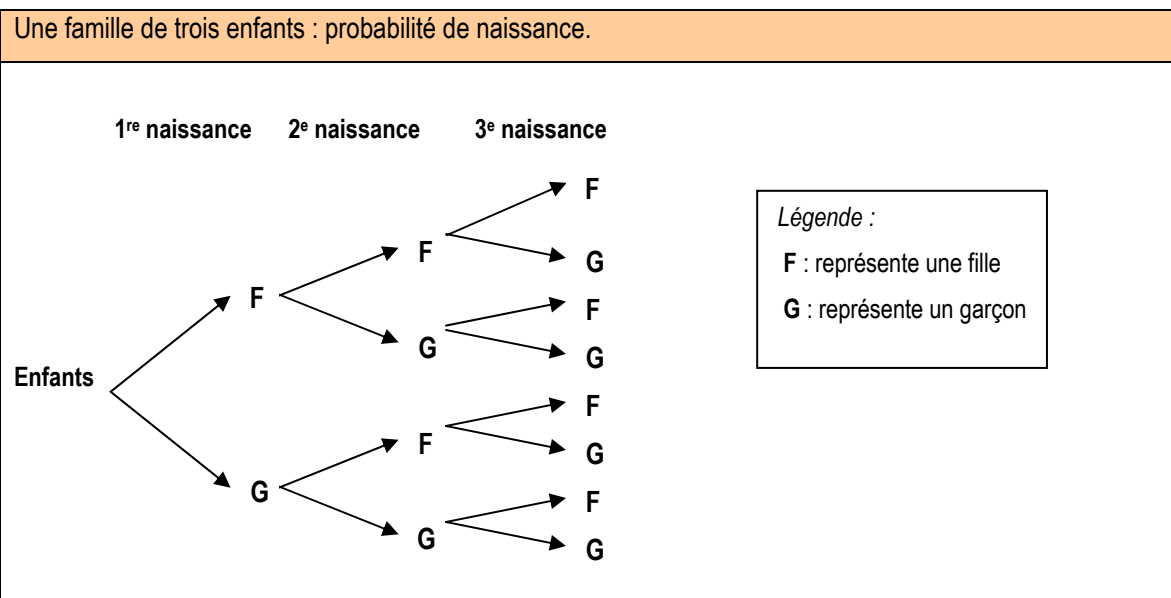 Une famille de trois enfants : probabilité de naissance.
1re naissance 2e naissance 3e naissance
F
F
G
F
F
G
G
Enfants
F
F
G
G
F
G
G
Légende :
F : représente une fille
G : représente un garçon